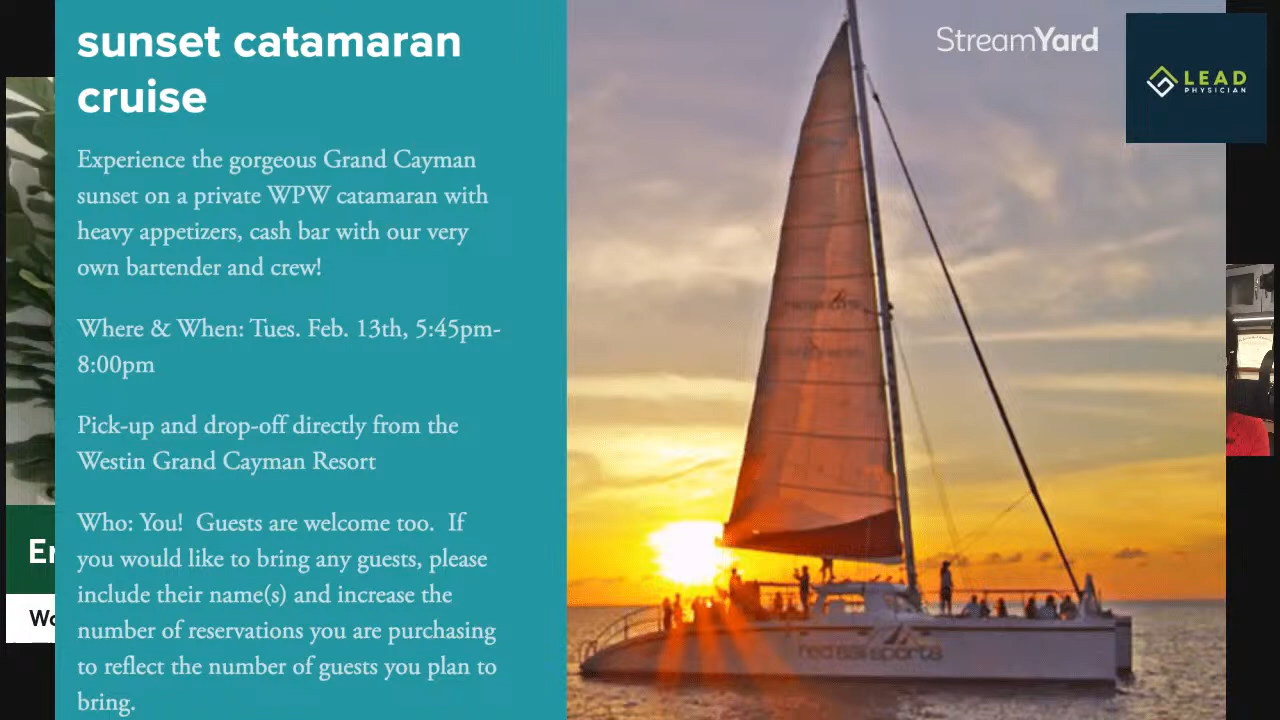 sunset catamaran
cruise
Experience the gorgeous Grand Cayman
sunset on a private WPW catamaran with
heavy appetizers, cash bar with our very
own bartender and crew!
Where & When: Tues. Feb. 13th, 5:45pm-
8:00pm
Pick-up and drop-off directly from the
Westin Grand Cayman Resort
Who: You!  Guests are welcome too.  If
you would like to bring any guests, please
include their name(s) and increase the
number of reservations you are purchasing
to reflect the number of guests you plan to
bring.
StreamYard
LEAD
PHYSICIAN
red sail sports
Er
Wo